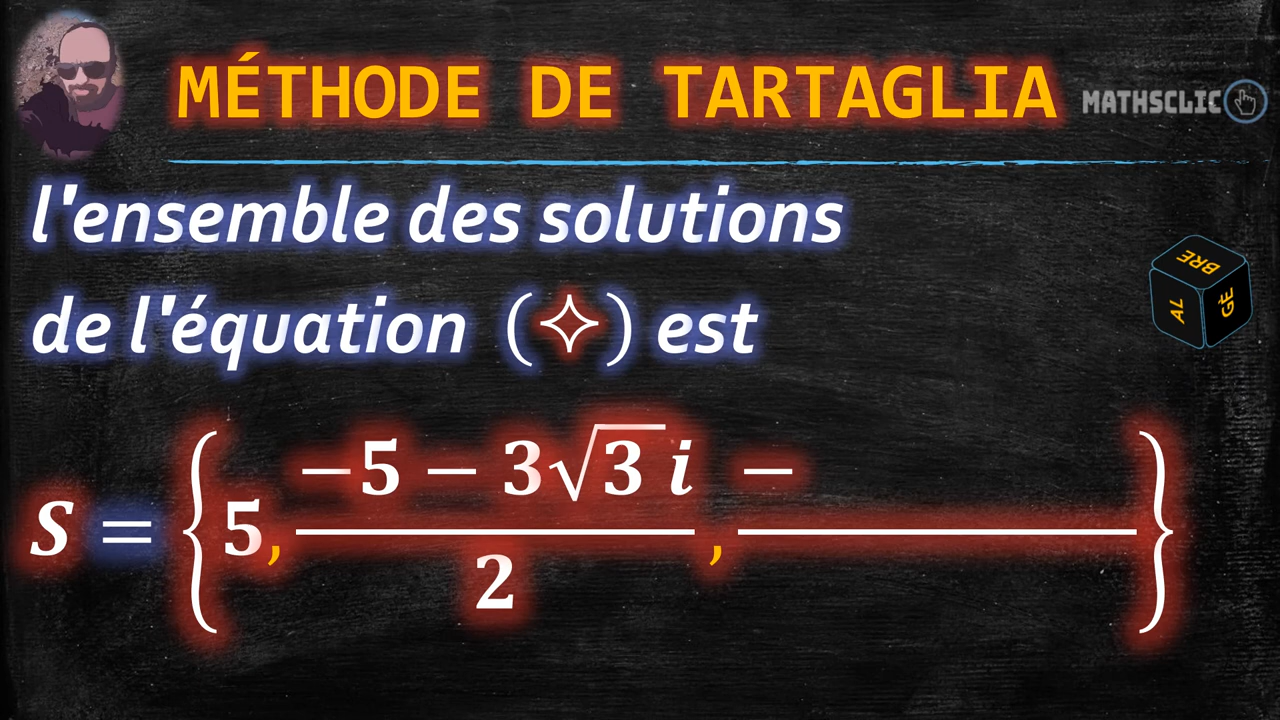 MÉTHODE DE TARTAGLIA
MATHSCLIC
l'ensemble des solutions
de l'équation (✧) est
AL GÈ BRE
S = { 5, (−5 − 3√3 i)/2, − }